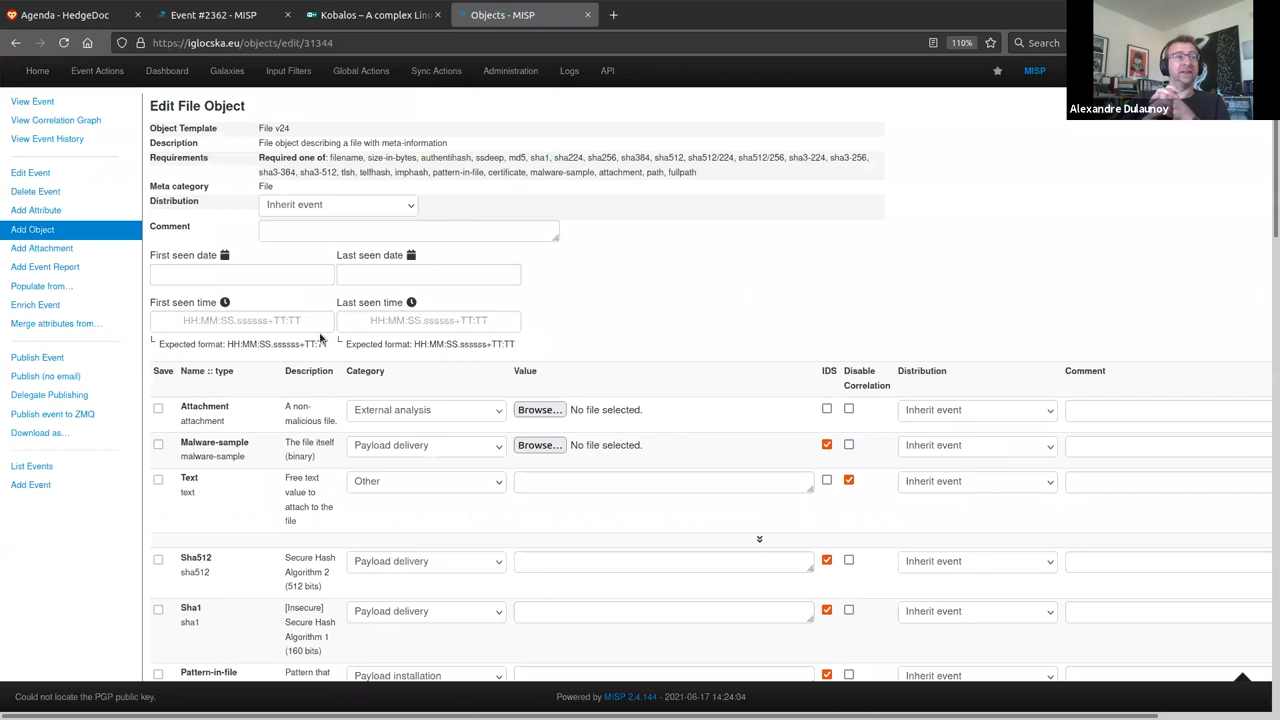 Agenda - HedgeDoc
Event #2362 - MISP
Kobalos – A complex Linu
Objects - MISP
https://iglocska.eu/objects/edit/31344
110%
Search
Home Event Actions Dashboard Galaxies Input Filters Global Actions Sync Actions Administration Logs API
MISP
Alexandre Dulaunoy
View Event
View Correlation Graph
View Event History
Edit Event
Delete Event
Add Attribute
Add Object
Add Attachment
Add Event Report
Populate from...
Enrich Event
Merge attributes from...
Publish Event
Publish (no email)
Delegate Publishing
Publish event to ZMQ
Download as...
List Events
Add Event
Edit File Object
Object Template File v24
Description File object describing a file with meta-information
Requirements Required one of: filename, size-in-bytes, authentihash, ssdeep, md5, sha1, sha224, sha256, sha384, sha512, sha512/224, sha512/256, sha3-224, sha3-256,
sha3-384, sha3-512, tlsh, telfhash, imphash, pattern-in-file, certificate, malware-sample, attachment, path, fullpath
Meta category File
Distribution Inherit event
Comment
First seen date Last seen date
First seen time Last seen time
HH:MM:SS.ssssss+TT:TT HH:MM:SS.ssssss+TT:TT
Expected format: HH:MM:SS.ssssss+TT:TT Expected format: HH:MM:SS.ssssss+TT:TT
Save Name :: type Description Category Value IDS Disable Distribution Comment
Correlation
Attachment A non- External analysis Browse... No file selected. Inherit event
attachment malicious file.
Malware-sample The file itself Payload delivery Browse... No file selected. Inherit event
malware-sample (binary)
Text Free text Other Inherit event
text value to
attach to the
file
Sha512 Secure Hash Payload delivery Inherit event
sha512 Algorithm 2
(512 bits)
Sha1 [Insecure] Payload delivery Inherit event
sha1 Secure Hash
Algorithm 1
(160 bits)
Pattern-in-file Pattern that Payload installation Inherit event
Could not locate the PGP public key.
Powered by MISP 2.4.144 - 2021-06-17 14:24:04